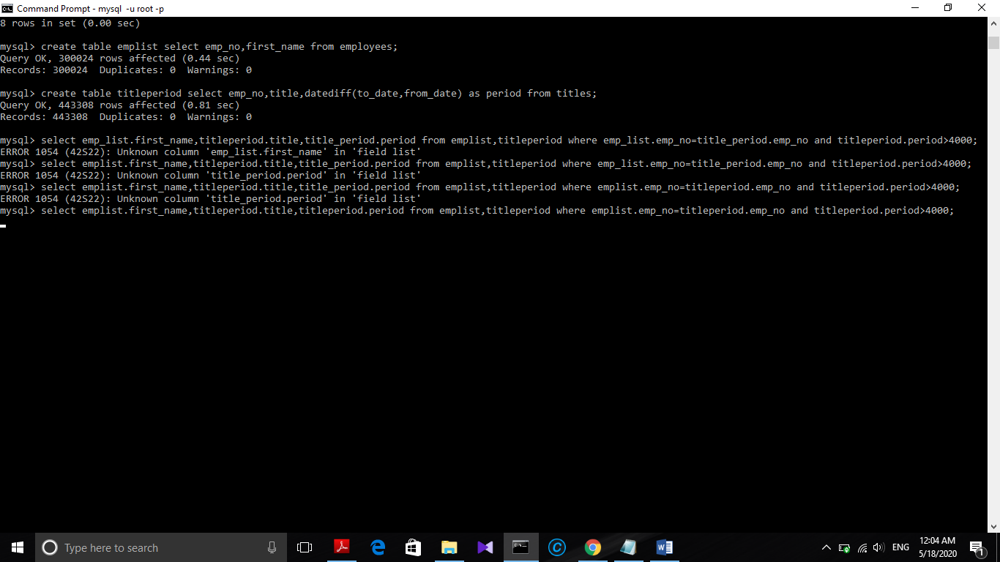 Command Prompt - mysql -u root -p
8 rows in set (0.00 sec)
mysql> create table emplist select emp_no,first_name from employees;
Query OK, 300024 rows affected (0.44 sec)
Records: 300024  Duplicates: 0  Warnings: 0
mysql> create table titleperiod select emp_no,title,datediff(to_date,from_date) as period from titles;
Query OK, 443308 rows affected (0.81 sec)
Records: 443308  Duplicates: 0  Warnings: 0
mysql> select emp_list.first_name,titleperiod.title,title_period.period from emplist,titleperiod where emp_list.emp_no=title_period.emp_no and titleperiod.period>4000;
ERROR 1054 (42S22): Unknown column 'emp_list.first_name' in 'field list'
mysql> select emplist.first_name,titleperiod.title,title_period.period from emplist,titleperiod where emp_list.emp_no=title_period.emp_no and titleperiod.period>4000;
ERROR 1054 (42S22): Unknown column 'title_period.period' in 'field list'
mysql> select emplist.first_name,titleperiod.title,title_period.period from emplist,titleperiod where emplist.emp_no=titleperiod.emp_no and titleperiod.period>4000;
ERROR 1054 (42S22): Unknown column 'title_period.period' in 'field list'
mysql> select emplist.first_name,titleperiod.title,titleperiod.period from emplist,titleperiod where emplist.emp_no=titleperiod.emp_no and titleperiod.period>4000;
Type here to search
ENG
12:04 AM
5/18/2020
1